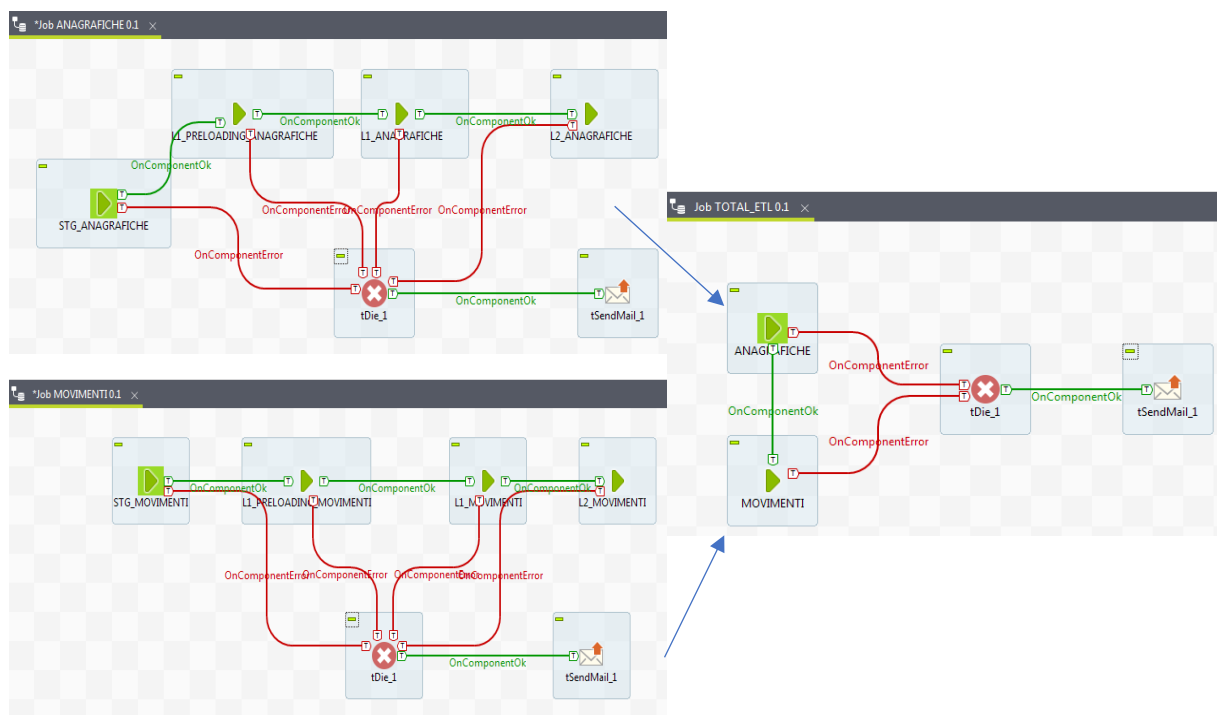 *Job ANAGRAFICHE 0.1
OnComponentOk
OnComponentOk
L1_PRELOADING_ANAGRAFICHE
L1_ANAGRAFICHE
L2_ANAGRAFICHE
OnComponentOk
STG_ANAGRAFICHE
OnComponentError
OnComponentError
OnComponentError
OnComponentError
OnComponentOk
tDie_1
tSendMail_1
Job TOTAL_ETL 0.1
ANAGRAFICHE
OnComponentError
OnComponentOk
OnComponentOk
tDie_1
tSendMail_1
OnComponentError
MOVIMENTI
*Job MOVIMENTI 0.1
OnComponentOk
OnComponentOk
OnComponentOk
STG_MOVIMENTI
L1_PRELOADING_MOVIMENTI
L1_MOVIMENTI
L2_MOVIMENTI
OnComponentError
OnComponentError
OnComponentError
OnComponentError
OnComponentOk
tDie_1
tSendMail_1